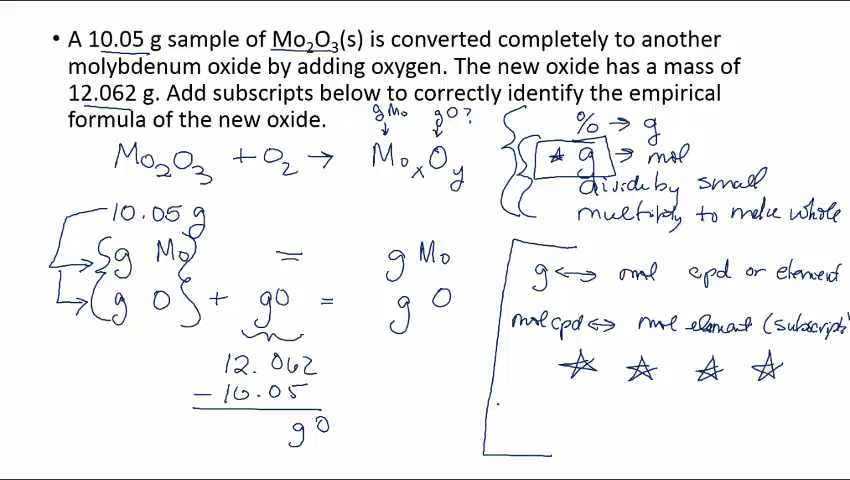 • A 10.05 g sample of Mo₂O₃(s) is converted completely to another
molybdenum oxide by adding oxygen. The new oxide has a mass of
12.062 g. Add subscripts below to correctly identify the empirical
formula of the new oxide.
g Mo g O?
% → g
Mo₂O₃ + O₂ → MoₓOᵧ
★ g → mol
divide by small
multiply to make whole
10.05 g
g Mo = g Mo
g O + g O = g O
12.062
− 10.05
g O
g ↔ mol cpd or element
mol cpd ↔ mol element (subscripts)